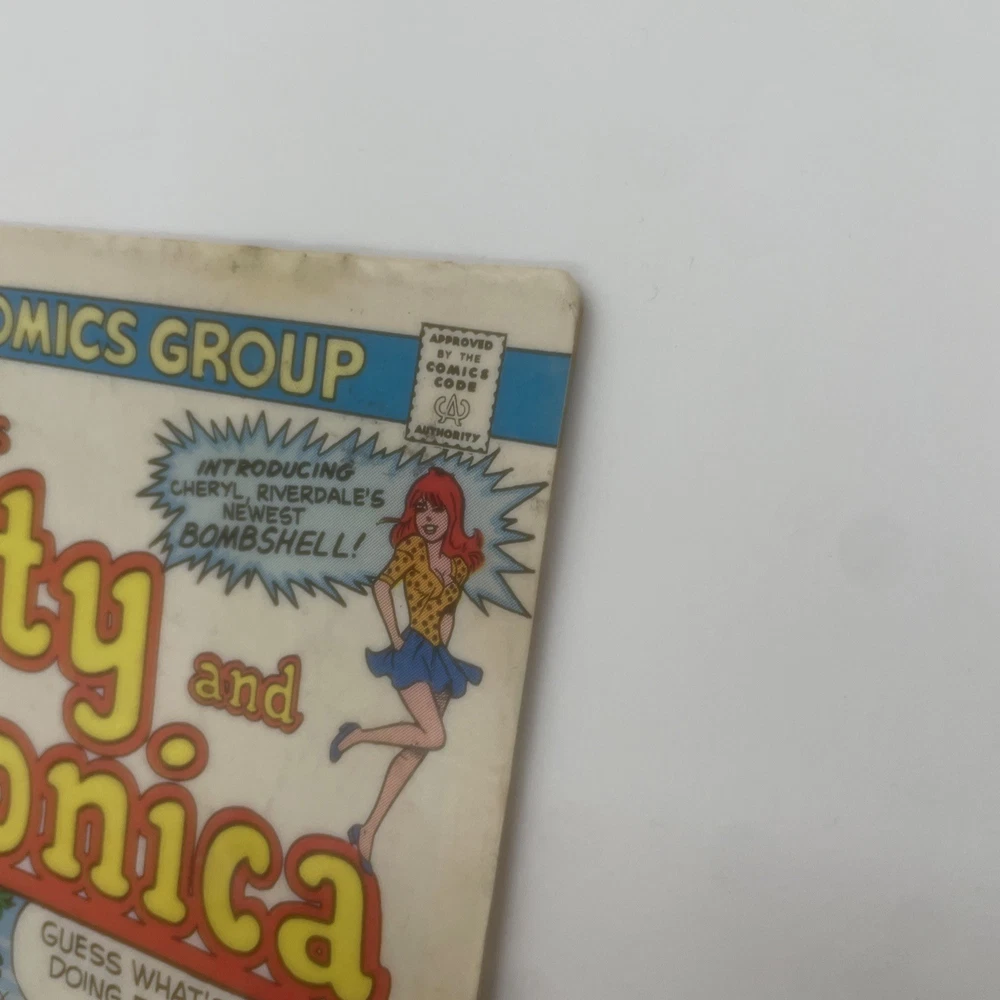 OMICS GROUP
APPROVED
BY THE
COMICS
CODE
CA
AUTHORITY
INTRODUCING
CHERYL, RIVERDALE'S
NEWEST
BOMBSHELL!
s
ty
and
onica
GUESS WHAT'S
DOING